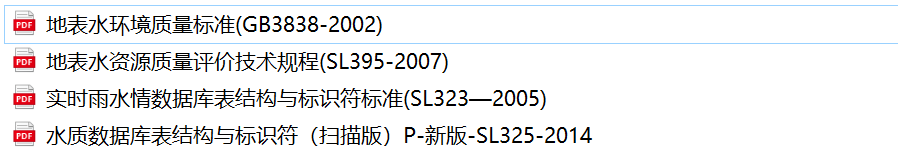 地表水环境质量标准(GB3838-2002)
地表水资源质量评价技术规程(SL395-2007)
实时雨水情数据库表结构与标识符标准(SL323—2005)
水质数据库表结构与标识符（扫描版）P-新版-SL325-2014